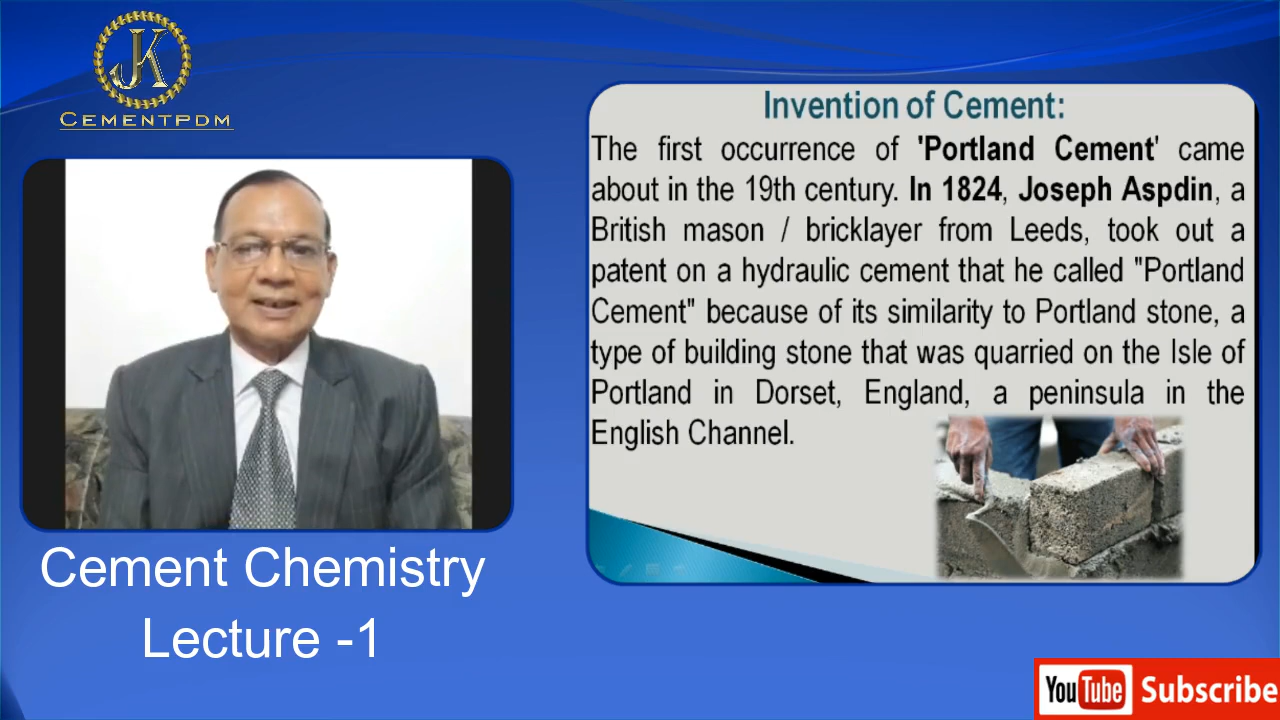 JK
CEMENTPDM
Invention of Cement:
The first occurrence of 'Portland Cement' came
about in the 19th century. In 1824, Joseph Aspdin, a
British mason / bricklayer from Leeds, took out a
patent on a hydraulic cement that he called "Portland
Cement" because of its similarity to Portland stone, a
type of building stone that was quarried on the Isle of
Portland in Dorset, England, a peninsula in the
English Channel.
Cement Chemistry
Lecture -1
YouTube Subscribe